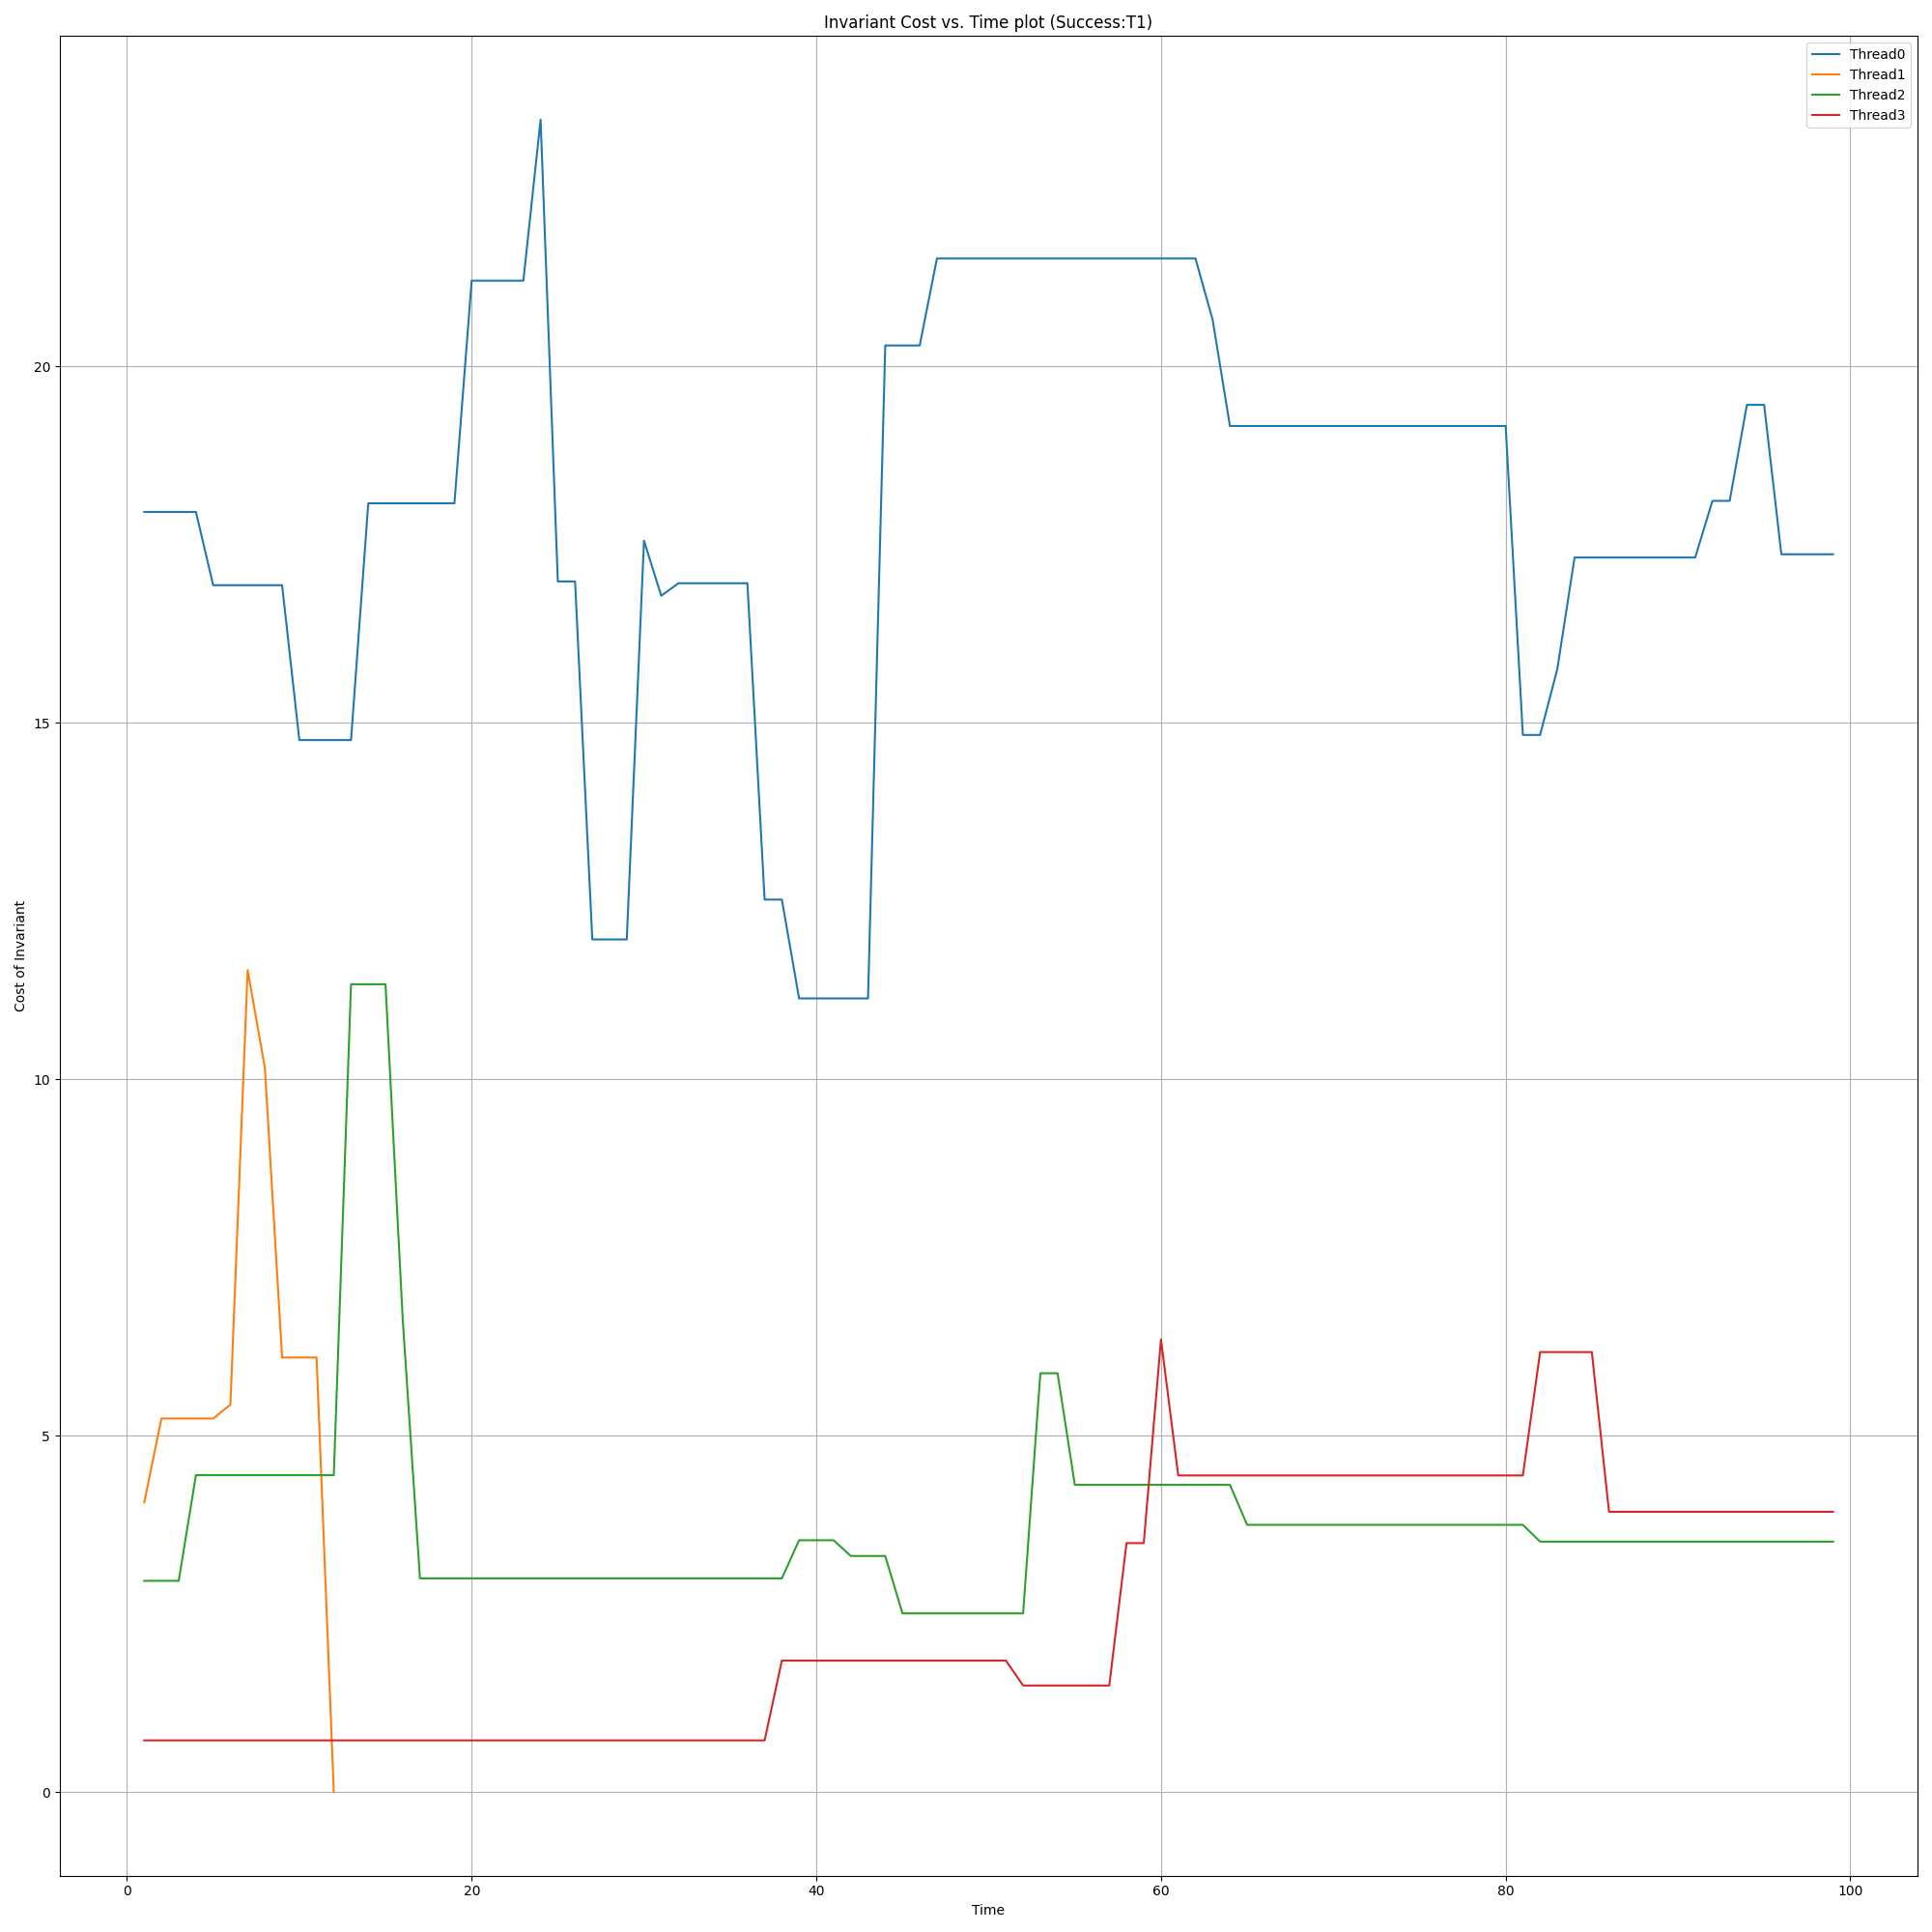 Invariant Cost vs. Time plot (Success:T1)
Thread0
Thread1
Thread2
Thread3
20
15
10
5
0
Cost of Invariant
0 20 40 60 80 100
Time